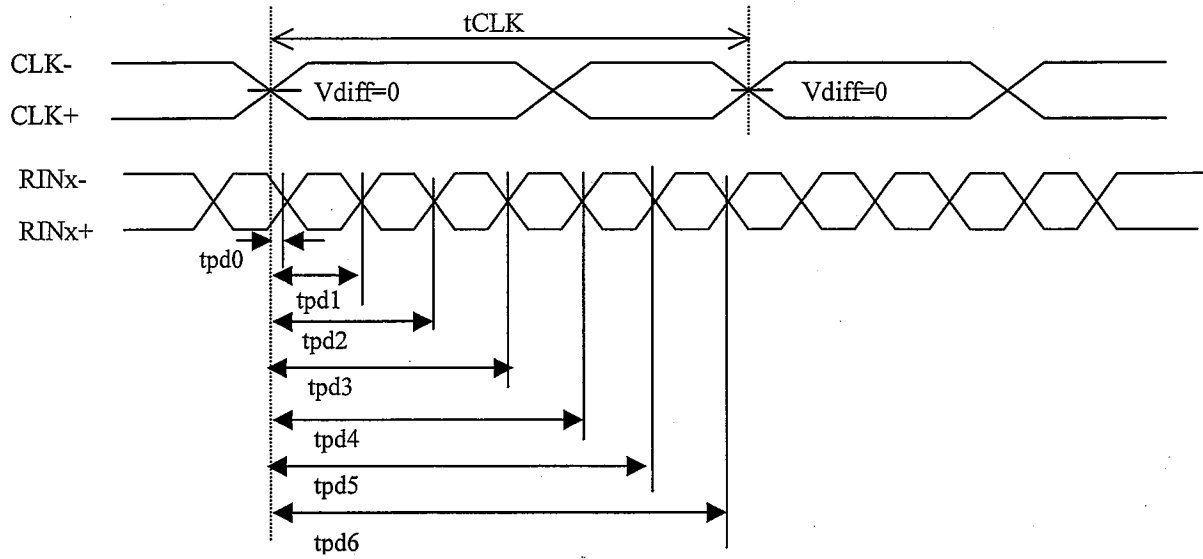 tCLK
CLK-
Vdiff=0
Vdiff=0
CLK+
RINx-
RINx+
tpd0
tpd1
tpd2
tpd3
tpd4
tpd5
tpd6